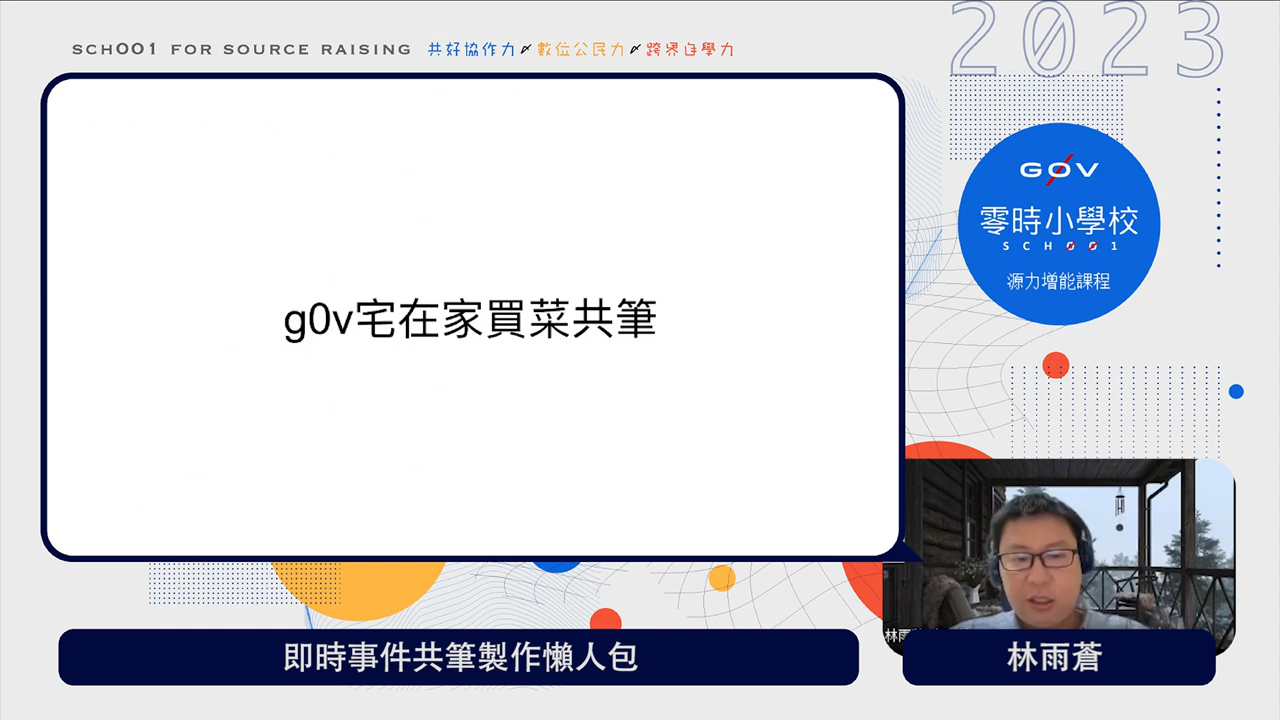 SCH001 FOR SOURCE RAISING 共好協作力 數位公民力 跨界自學力
2023
G0V
零時小學校
SCH001
源力增能課程
g0v宅在家買菜共筆
林雨
即時事件共筆製作懶人包
林雨蒼